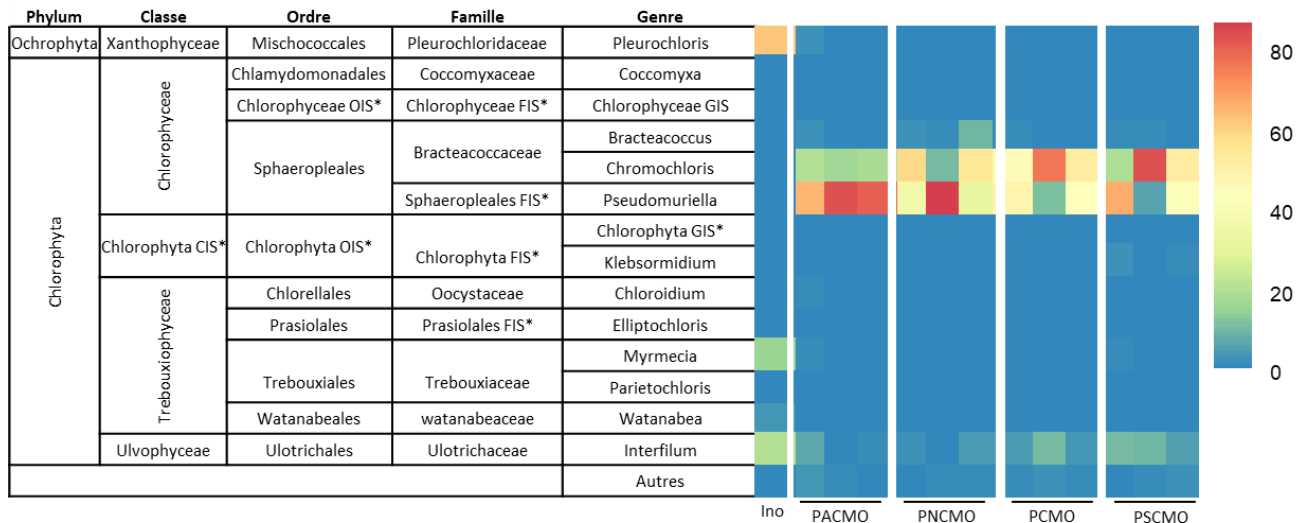 Phylum Classe Ordre Famille Genre
Ochrophyta Xanthophyceae Mischococcales Pleurochloridaceae Pleurochloris
Chlorophyta
Chlorophyceae
Chlamydomonadales Coccomyxaceae Coccomyxa
Chlorophyceae OIS* Chlorophyceae FIS* Chlorophyceae GIS
Sphaeropleales
Bracteacoccaceae
Bracteacoccus
Chromochloris
Sphaeropleales FIS* Pseudomuriella
Chlorophyta CIS* Chlorophyta OIS* Chlorophyta FIS*
Chlorophyta GIS*
Klebsormidium
Trebouxiophyceae
Chlorellales Oocystaceae Chloroidium
Prasiolales Prasiolales FIS* Elliptochloris
Trebouxiales Trebouxiaceae
Myrmecia
Parietochloris
Watanabeales watanabeaceae Watanabea
Ulvophyceae Ulotrichales Ulotrichaceae Interfilum
Autres
Ino PACMO PNCMO PCMO PSCMO
80
60
40
20
0